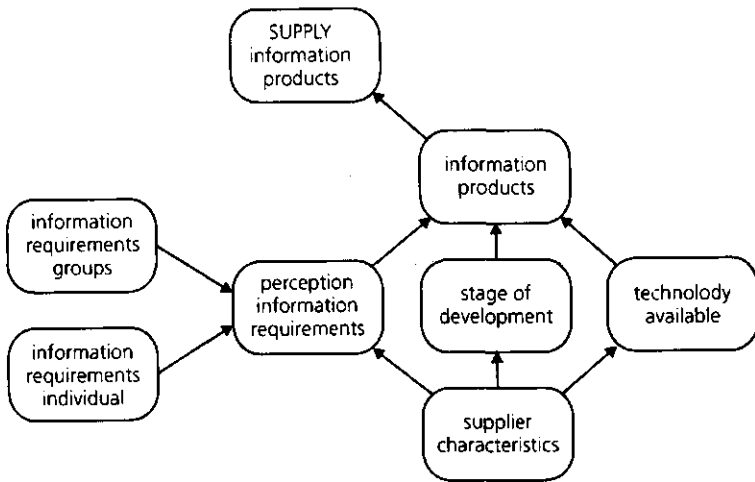 SUPPLY
information
products
information
products
information
requirements
groups
perception
information
requirements
stage of
development
technolody
available
information
requirements
individual
supplier
characteristics